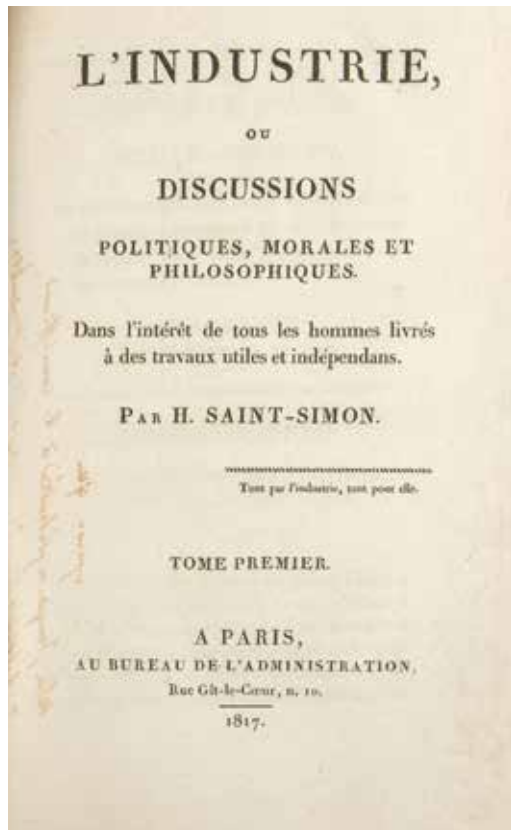 L'INDUSTRIE,
OU
DISCUSSIONS
POLITIQUES, MORALES ET
PHILOSOPHIQUES.
Dans l'intérêt de tous les hommes livrés
à des travaux utiles et indépendans.
PAR H. SAINT-SIMON.
Tout par l'industrie, tout pour elle.
TOME PREMIER.
A PARIS,
AU BUREAU DE L'ADMINISTRATION,
Rue Gît-le-Cœur, n. 10.
1817.